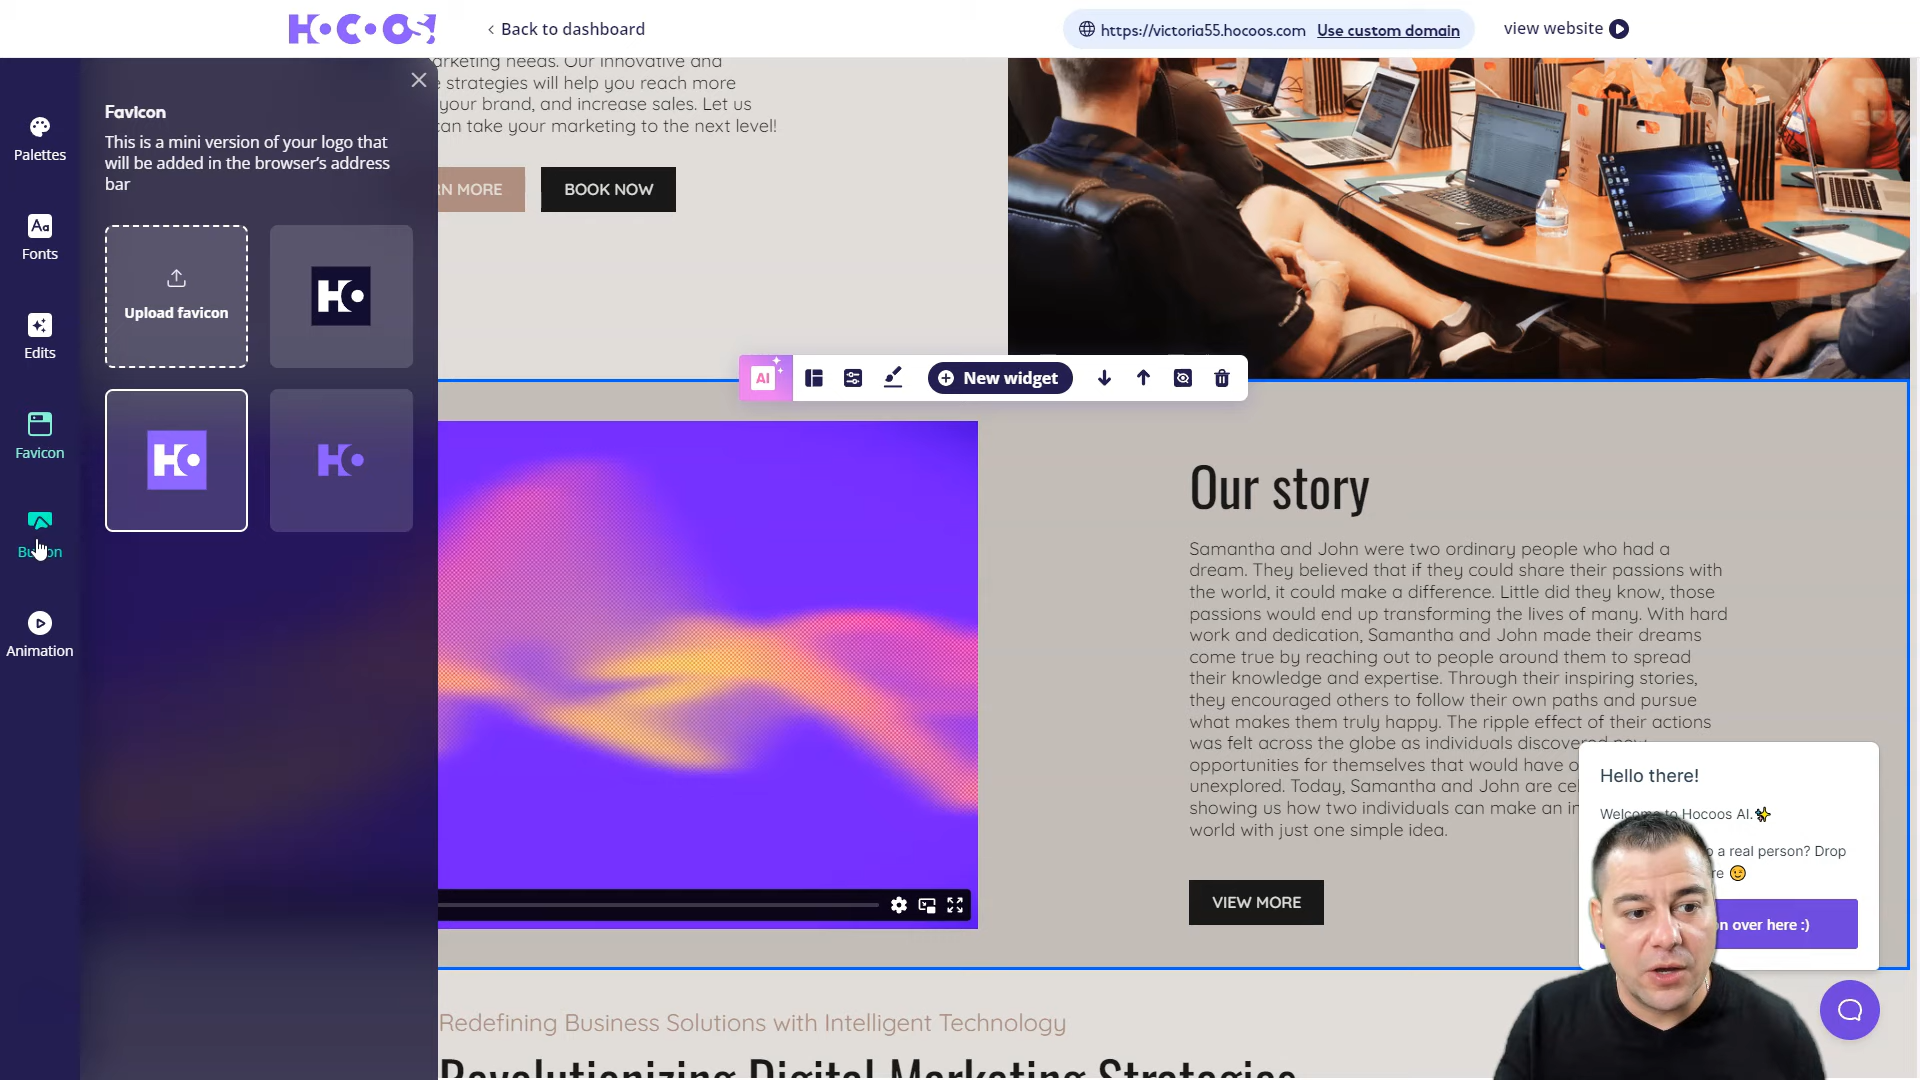 HOCOOS!
Back to dashboard
https://victoria55.hocoos.com Use custom domain
view website
Palettes
Fonts
Edits
Favicon
Animation
Favicon
This is a mini version of your logo that
will be added in the browser's address
bar
Upload favicon
HO
HO
HO
arketing needs. Our innovative and
strategies will help you reach more
your brand, and increase sales. Let us
can take your marketing to the next level!
RN MORE
BOOK NOW
AI
New widget
Our story
Samantha and John were two ordinary people who had a
dream. They believed that if they could share their passions with
the world, it could make a difference. Little did they know, those
passions would end up transforming the lives of many. With hard
work and dedication, Samantha and John made their dreams
come true by reaching out to people around them to spread
their knowledge and expertise. Through their inspiring stories,
they encouraged others to follow their own paths and pursue
what makes them truly happy. The ripple effect of their actions
was felt across the globe as individuals discovered new
opportunities for themselves that would have
unexplored. Today, Samantha and John are
showing us how two individuals can make an
world with just one simple idea.
VIEW MORE
Hello there!
Welcome to Hocoos AI.✨
a real person? Drop
😉
over here :)
Redefining Business Solutions with Intelligent Technology
Revolutionizing Digital Marketing Strategies